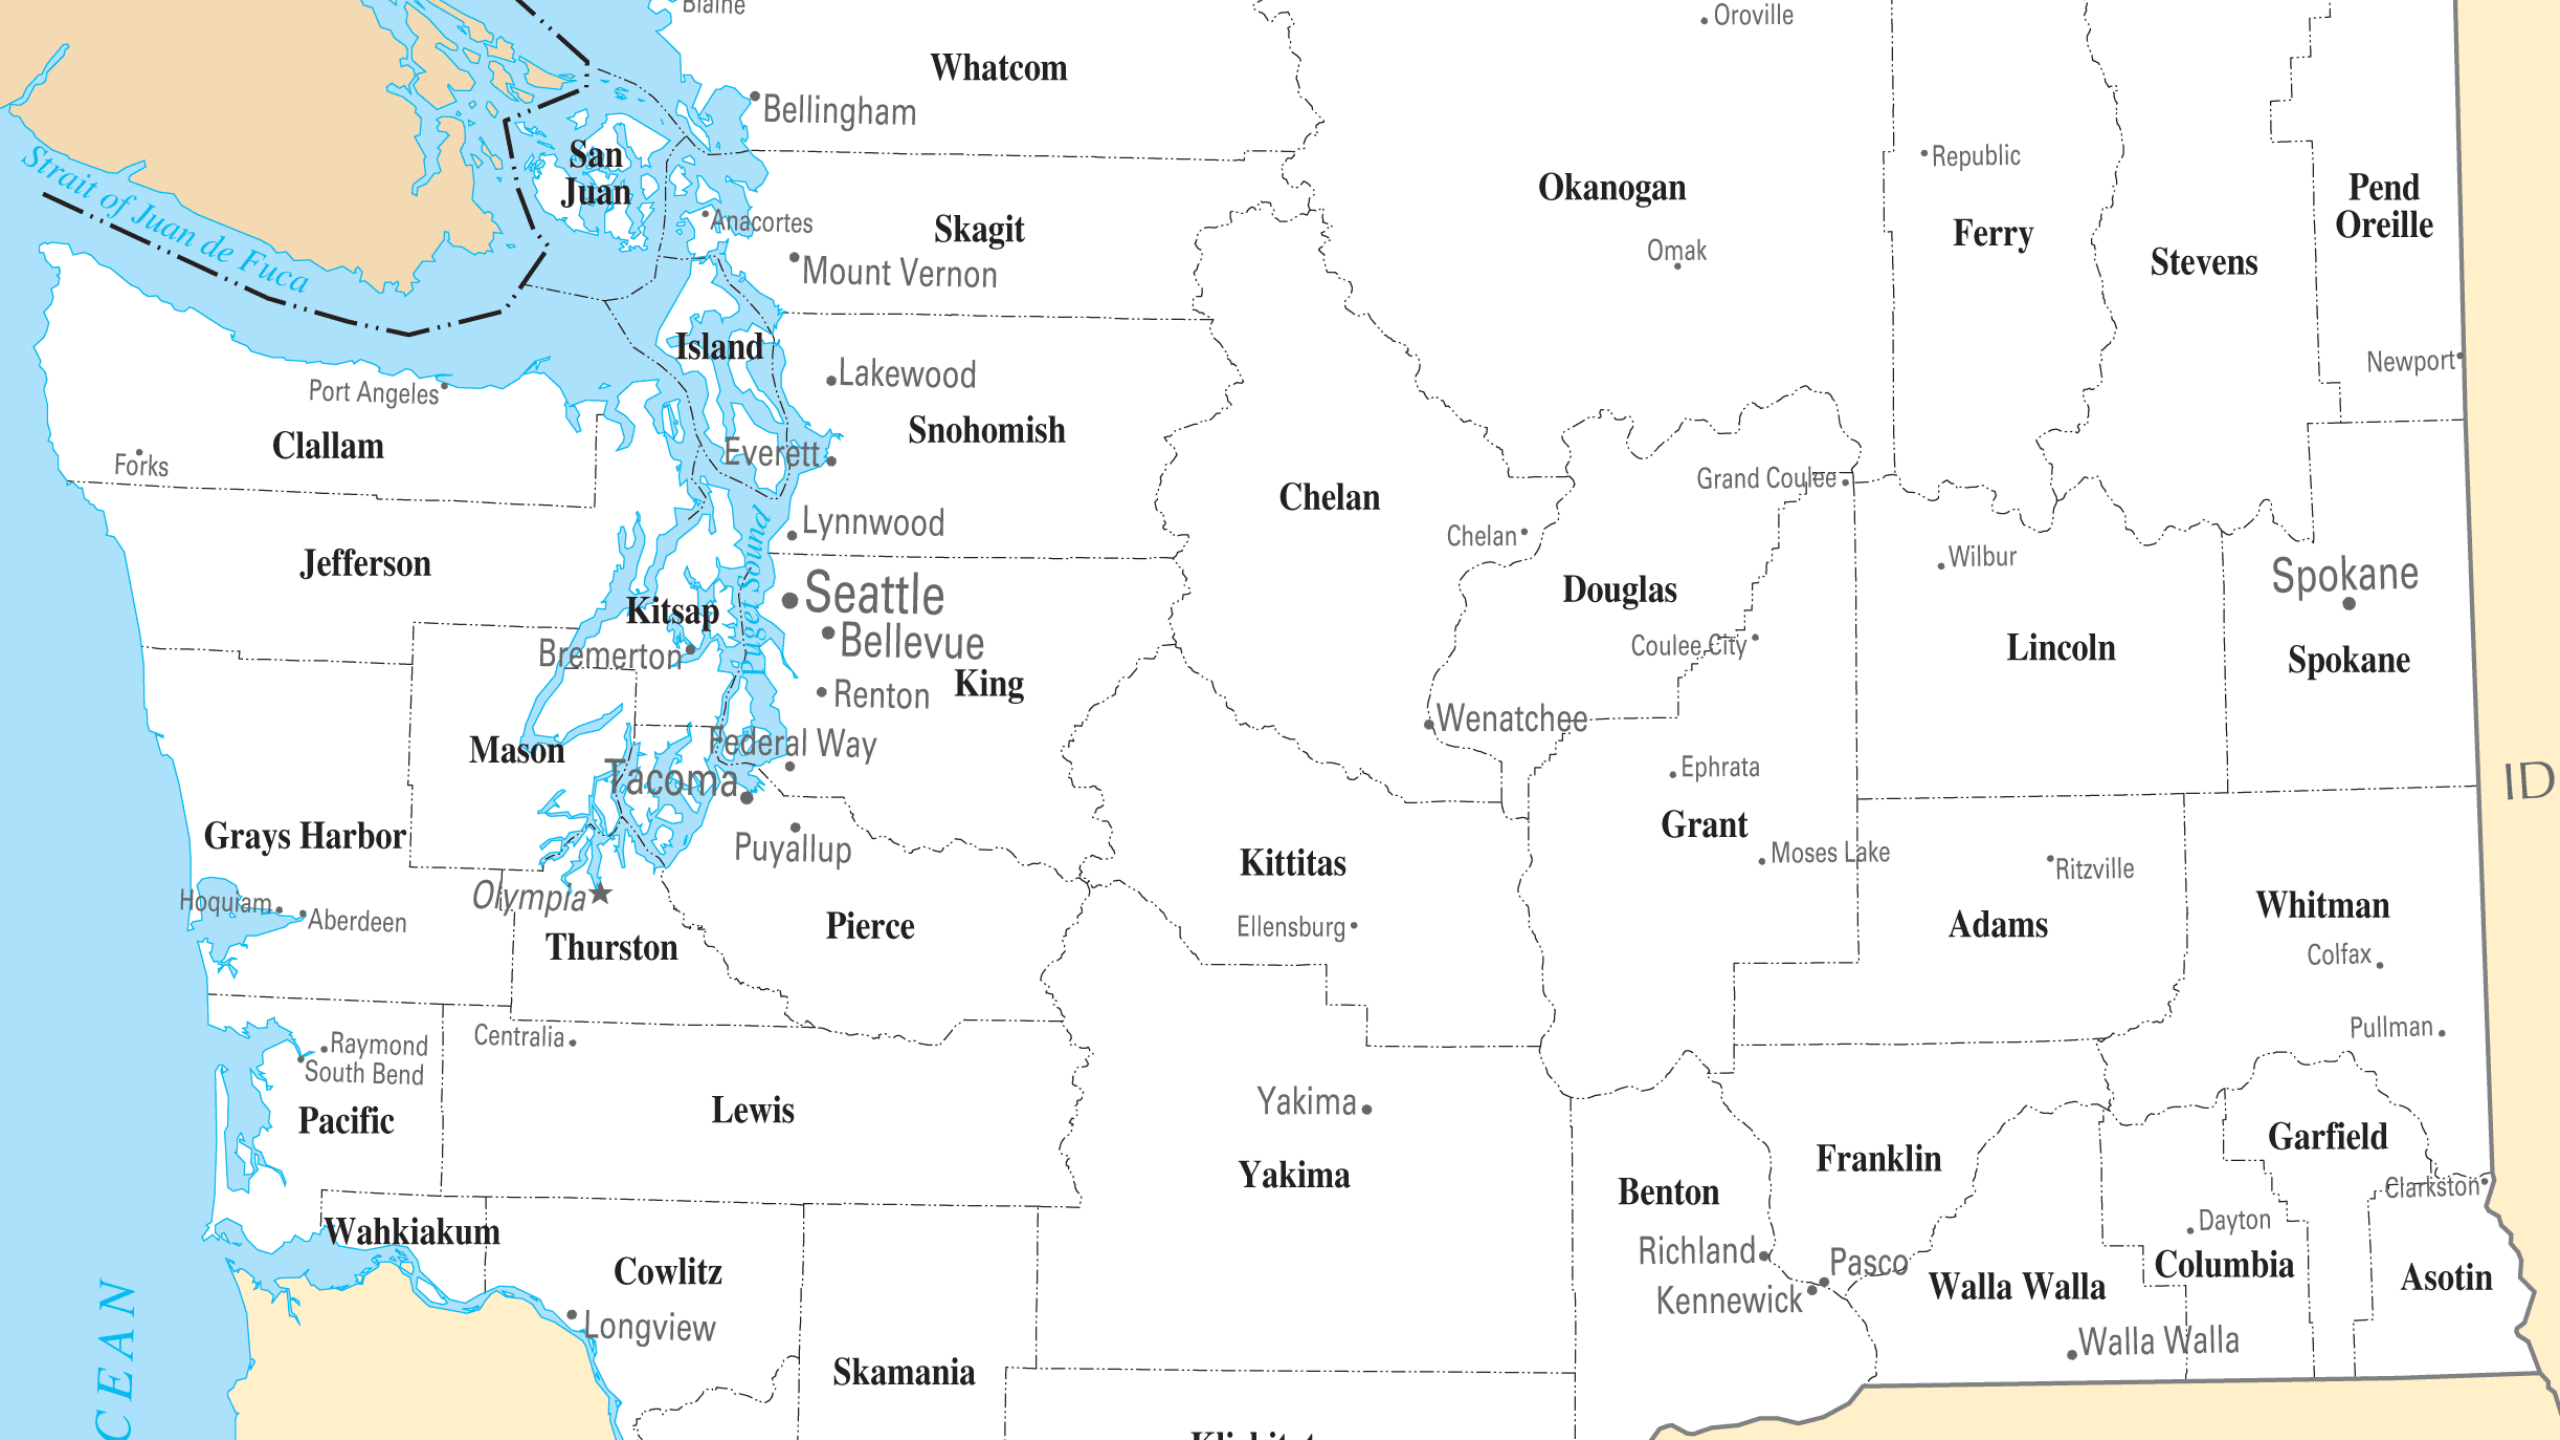 Blaine
Oroville
Whatcom
Bellingham
San
Juan
Strait of Juan de Fuca
Republic
Okanogan
Pend
Oreille
Anacortes
Skagit
Ferry
Omak
Stevens
Mount Vernon
Island
Newport
Lakewood
Port Angeles
Snohomish
Clallam
Forks
Everett
Grand Coulee
Chelan
Lynnwood
Chelan
Wilbur
Jefferson
Puget Sound
Seattle
Spokane
Douglas
Kitsap
Bellevue
Bremerton
Coulee City
Lincoln
Spokane
King
Renton
Wenatchee
Mason
Federal Way
Tacoma
Ephrata
ID
Grays Harbor
Puyallup
Grant
Moses Lake
Kittitas
Ritzville
Olympia
Hoquiam
Aberdeen
Pierce
Ellensburg
Adams
Whitman
Thurston
Colfax
Centralia
Raymond
South Bend
Pullman
Pacific
Lewis
Yakima
Yakima
Garfield
Franklin
Benton
Clarkston
Wahkiakum
Dayton
Cowlitz
Richland
Pasco
Columbia
Walla Walla
Asotin
Kennewick
Longview
Walla Walla
Skamania
CEAN